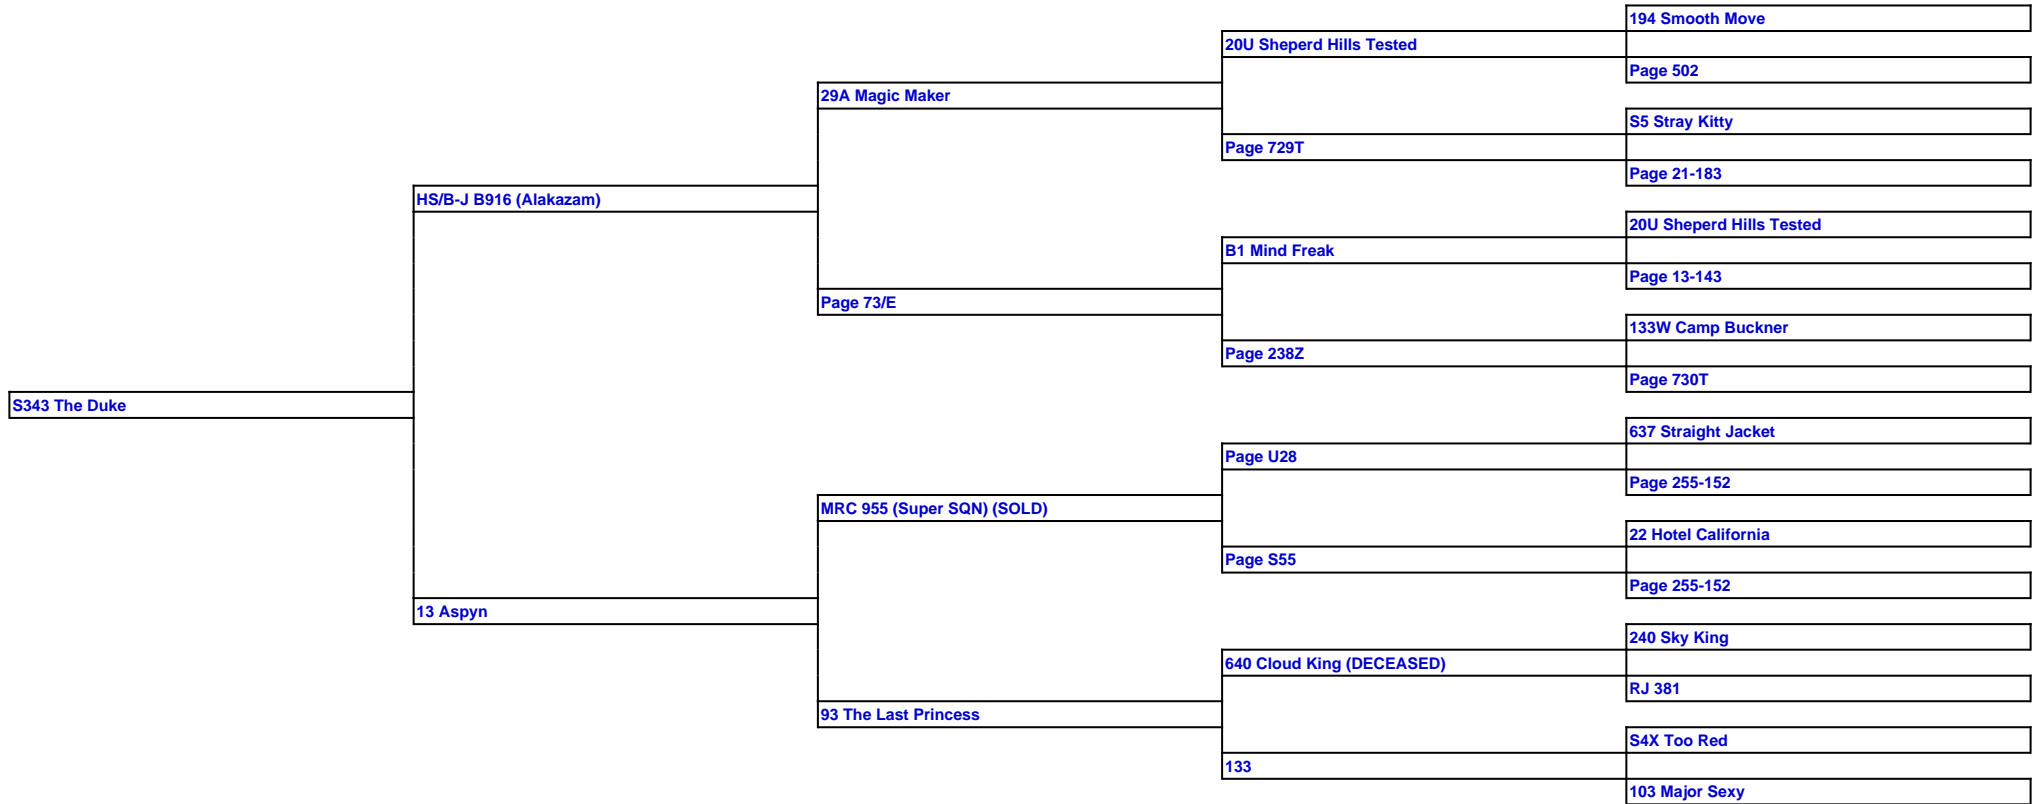 194 Smooth Move
20U Sheperd Hills Tested
Page 502
29A Magic Maker
S5 Stray Kitty
Page 729T
Page 21-183
HS/B-J B916 (Alakazam)
20U Sheperd Hills Tested
B1 Mind Freak
Page 13-143
Page 73/E
133W Camp Buckner
Page 238Z
Page 730T
S343 The Duke
637 Straight Jacket
Page U28
Page 255-152
MRC 955 (Super SQN) (SOLD)
22 Hotel California
Page S55
Page 255-152
13 Aspyn
240 Sky King
640 Cloud King (DECEASED)
RJ 381
93 The Last Princess
S4X Too Red
133
103 Major Sexy